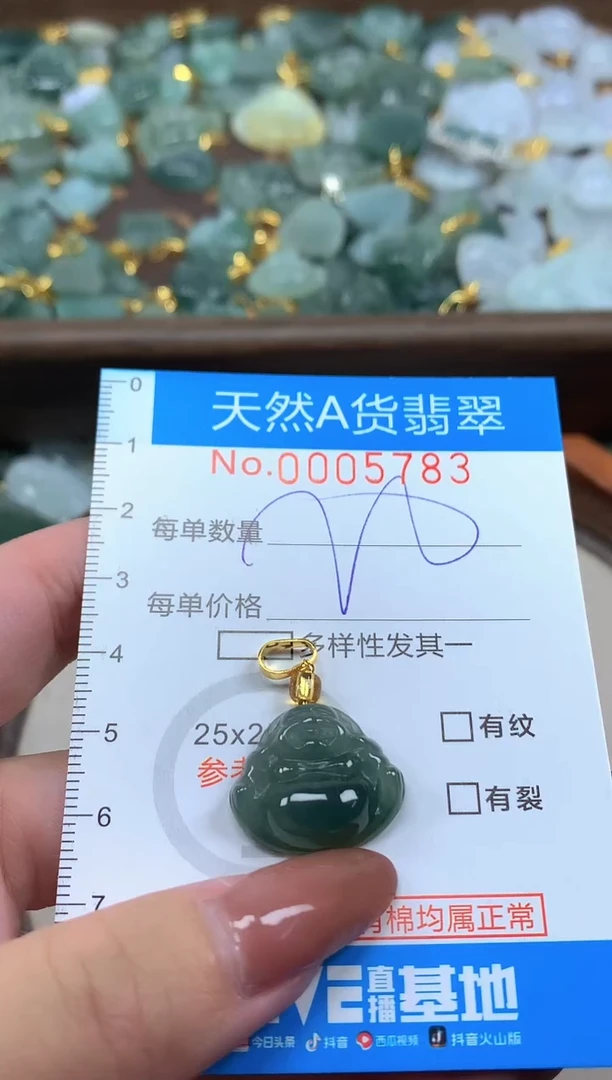 0
天然A货翡翠
1
No.0005783
2
每单数量
3
每单价格
4
多样性发其一
5
25x2
有纹
参考
6
有裂
7
棉均属正常
VE直播基地
今日头条 抖音 西瓜视频 抖音火山版